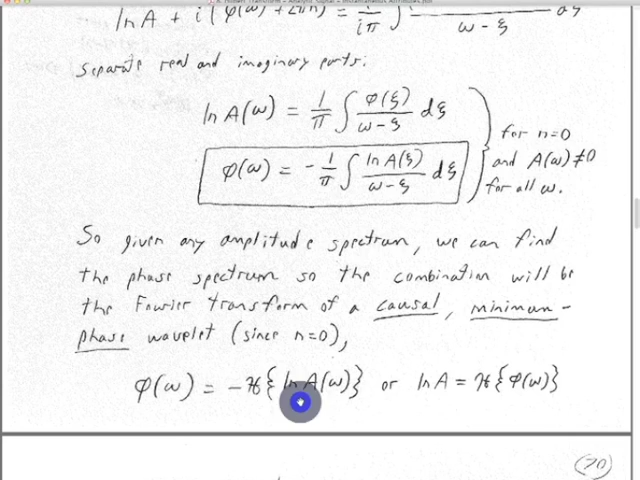 ln A + i(φ(ω) + 2πn) = 1/iπ ∫ ω-ξ dξ
Separate real and imaginary parts:
ln A(ω) = 1/π ∫ φ(ξ)/ω-ξ dξ
φ(ω) = - 1/π ∫ ln A(ξ)/ω-ξ dξ
for n=0
and A(ω)≠0
for all ω.
So given any amplitude spectrum, we can find
the phase spectrum so the combination will be
the Fourier transform of a causal, minimum-
phase wavelet (since n=0),
φ(ω) = -ℋ{ln A(ω)} or ln A = ℋ{φ(ω)}
(70)